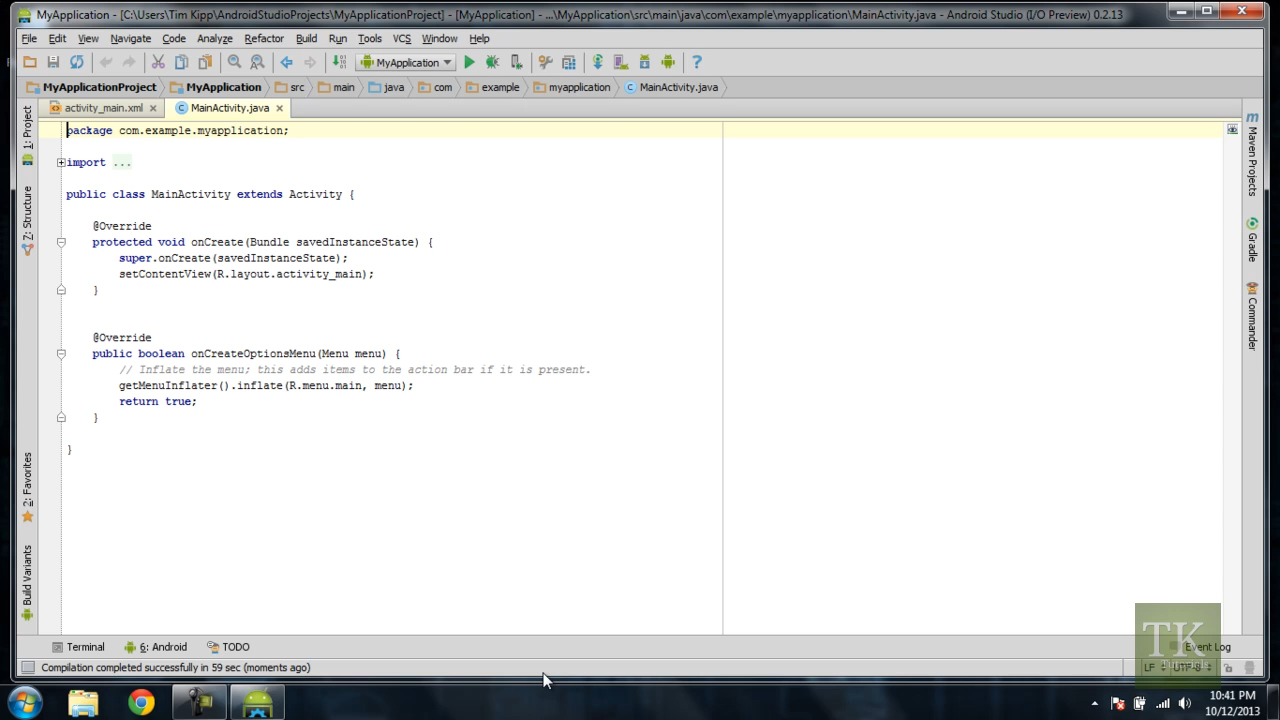 MyApplication - [C:\Users\Tim Kipp\AndroidStudioProjects\MyApplicationProject] - [MyApplication] - ...\MyApplication\src\main\java\com\example\myapplication\MainActivity.java - Android Studio (I/O Preview) 0.2.13
File Edit View Navigate Code Analyze Refactor Build Run Tools VCS Window Help
MyApplication
MyApplicationProject MyApplication src main java com example myapplication MainActivity.java
activity_main.xml MainActivity.java
1: Project
Z: Structure
2: Favorites
Build Variants
package com.example.myapplication;
import ...
public class MainActivity extends Activity {
@Override
protected void onCreate(Bundle savedInstanceState) {
super.onCreate(savedInstanceState);
setContentView(R.layout.activity_main);
}
@Override
public boolean onCreateOptionsMenu(Menu menu) {
// Inflate the menu; this adds items to the action bar if it is present.
getMenuInflater().inflate(R.menu.main, menu);
return true;
}
}
Maven Projects
Gradle
Commander
Terminal 6: Android TODO Event Log
TK
Tutorials
Compilation completed successfully in 59 sec (moments ago) LF UTF-8
10:41 PM
10/12/2013